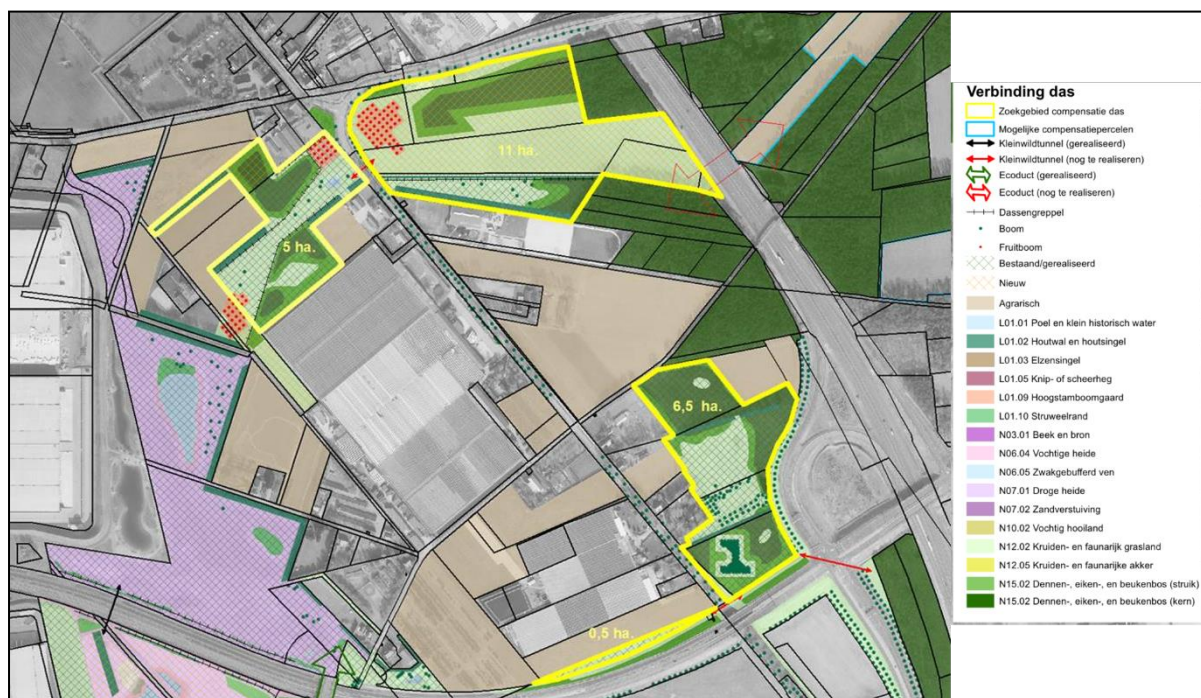 11 ha.
5 ha.
6,5 ha.
0,5 ha.
Verbinding das
Zoekgebied compensatie das
Mogelijke compensatiepercelen
Kleinwildtunnel (gerealiseerd)
Kleinwildtunnel (nog te realiseren)
Ecoduct (gerealiseerd)
Ecoduct (nog te realiseren)
Dassengreppel
Boom
Fruitboom
Bestaand/gerealiseerd
Nieuw
Agrarisch
L01.01 Poel en klein historisch water
L01.02 Houtwal en houtsingel
L01.03 Elzensingel
L01.05 Knip- of scheerheg
L01.09 Hoogstamboomgaard
L01.10 Struweelrand
N03.01 Beek en bron
N06.04 Vochtige heide
N06.05 Zwakgebufferd ven
N07.01 Droge heide
N07.02 Zandverstuiving
N10.02 Vochtig hooiland
N12.02 Kruiden- en faunarijk grasland
N12.05 Kruiden- en faunarijke akker
N15.02 Dennen-, eiken-, en beukenbos (struik)
N15.02 Dennen-, eiken-, en beukenbos (kern)